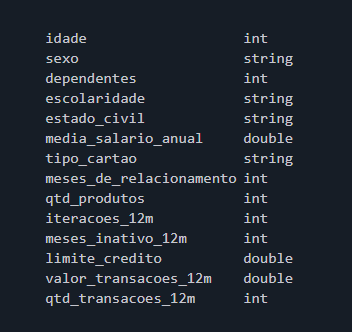 idade int
sexo string
dependentes int
escolaridade string
estado_civil string
media_salario_anual double
tipo_cartao string
meses_de_relacionamento int
qtd_produtos int
iteracoes_12m int
meses_inativo_12m int
limite_credito double
valor_transacoes_12m double
qtd_transacoes_12m int